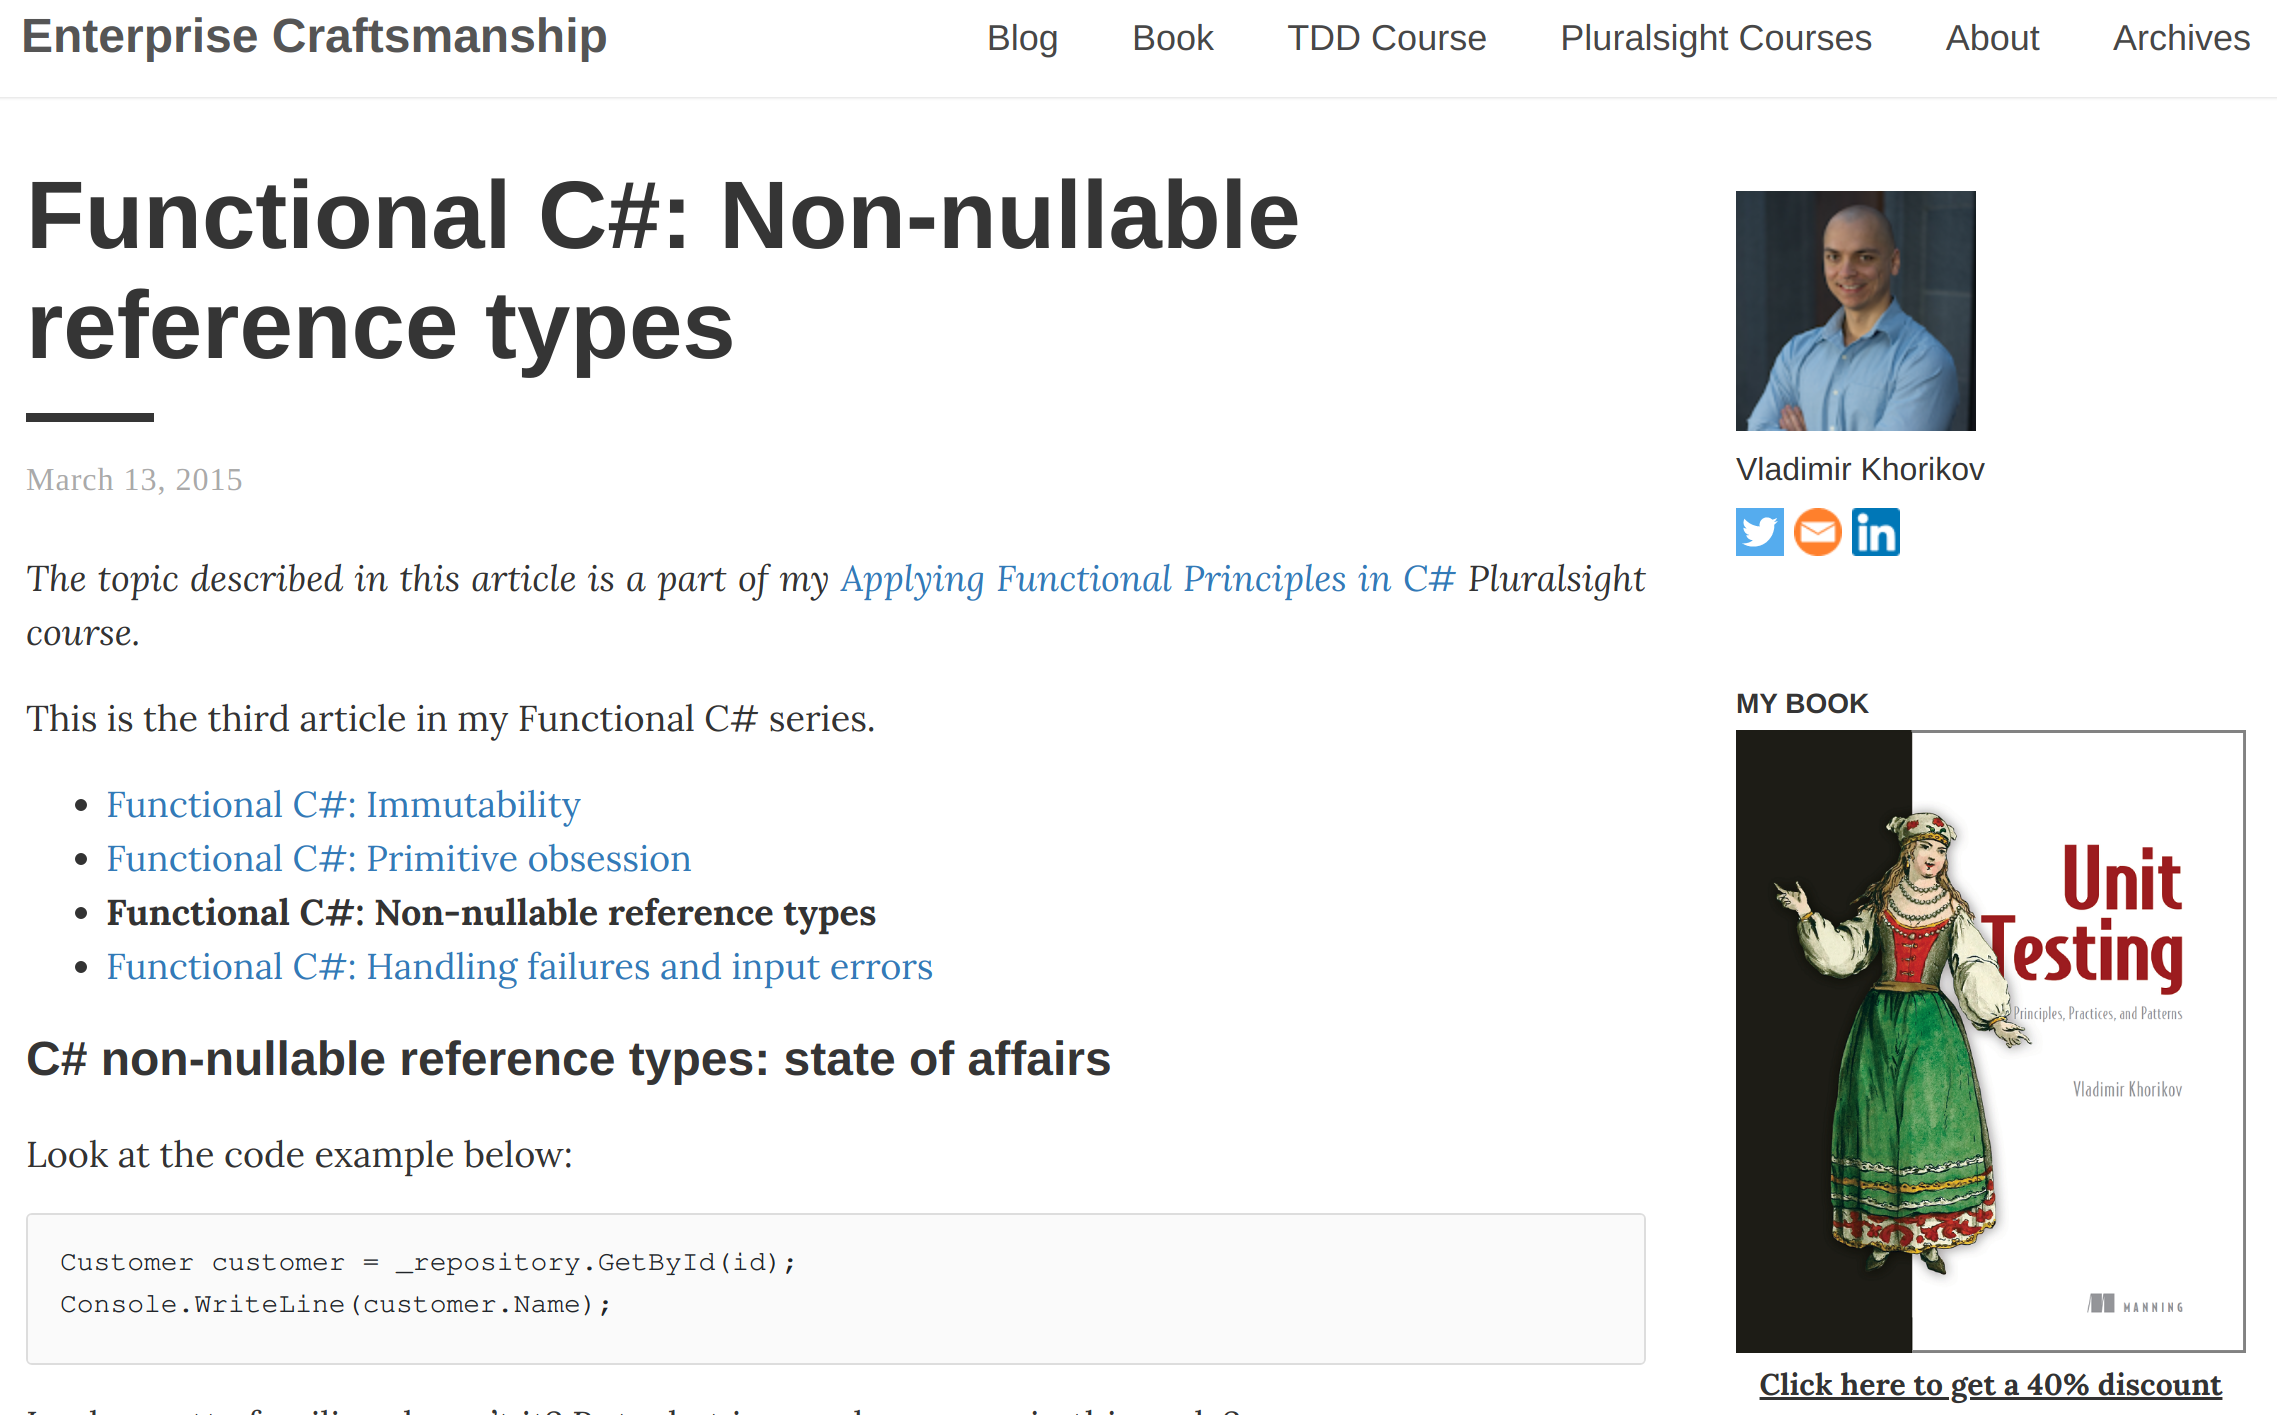 Enterprise Craftsmanship
Blog Book TDD Course Pluralsight Courses About Archives
Functional C#: Non-nullable
reference types
March 13, 2015
The topic described in this article is a part of my Applying Functional Principles in C# Pluralsight
course.
This is the third article in my Functional C# series.
Functional C#: Immutability
Functional C#: Primitive obsession
Functional C#: Non-nullable reference types
Functional C#: Handling failures and input errors
C# non-nullable reference types: state of affairs
Look at the code example below:
Customer customer = _repository.GetById(id);
Console.WriteLine(customer.Name);
Vladimir Khorikov
in
MY BOOK
Unit
Testing
Principles, Practices, and Patterns
Vladimir Khorikov
MANNING
Click here to get a 40% discount